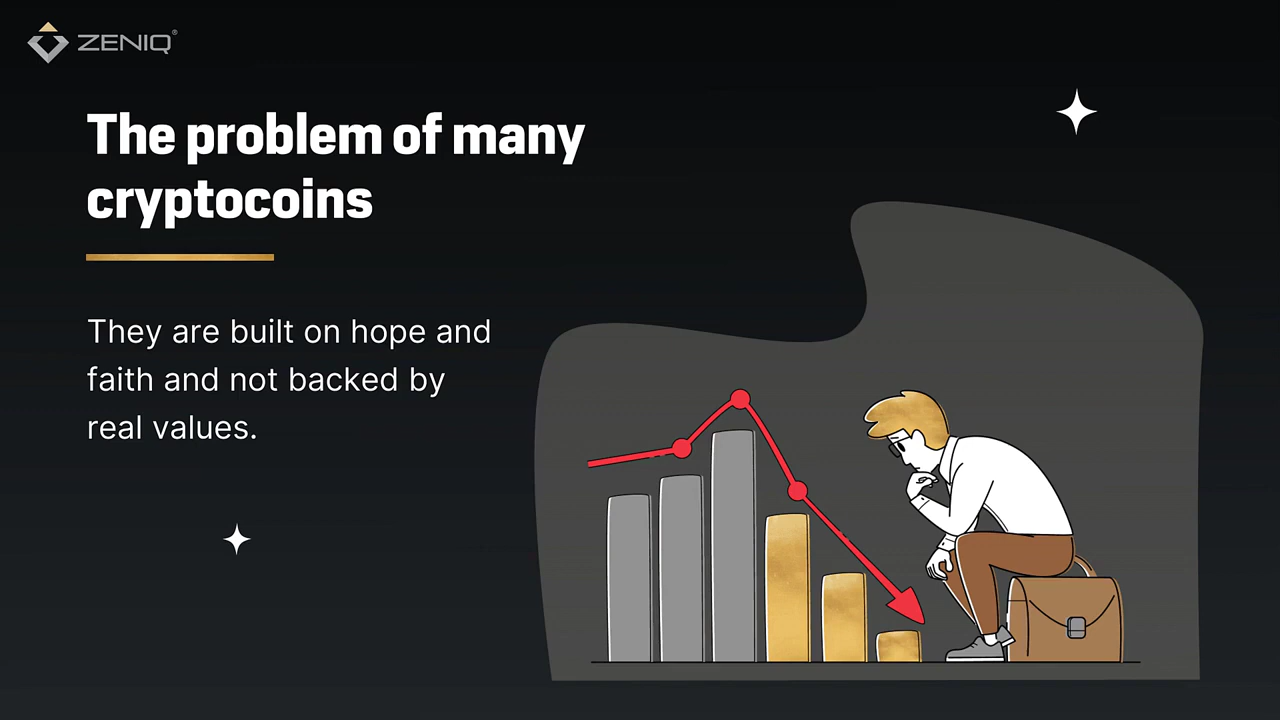 ZENIQ®
The problem of many
cryptocoins
They are built on hope and
faith and not backed by
real values.